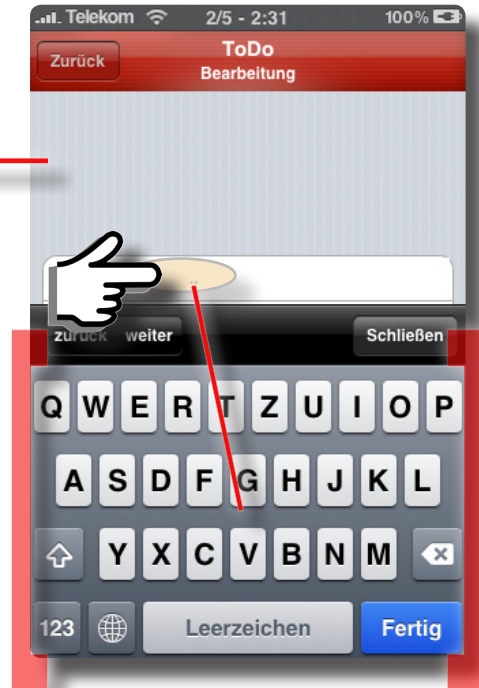 Telekom 2/5 - 2:31 100%
Zurück ToDo
Bearbeitung
..
zurück weiter Schließen
Q W E R T Z U I O P
A S D F G H J K L
Y X C V B N M
123 Leerzeichen Fertig